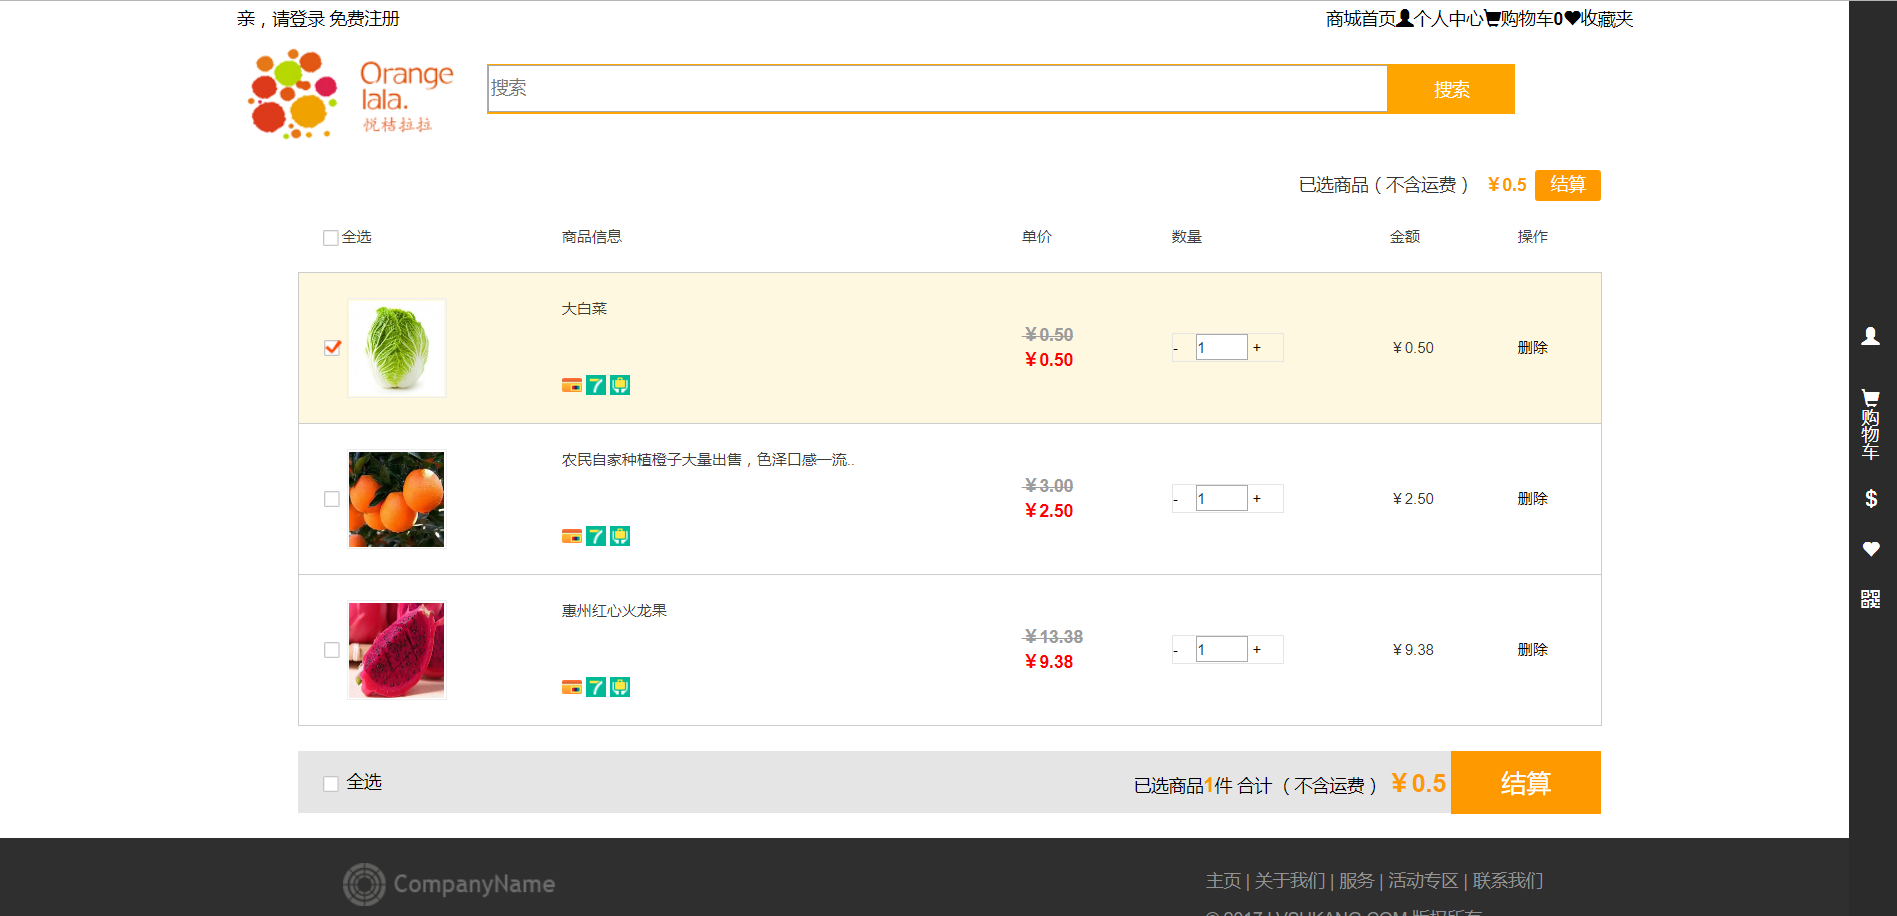 亲，请登录 免费注册
商城首页 个人中心 购物车0 收藏夹
Orange
lala.
悦桔拉拉
搜索
搜索
已选商品（不含运费） ¥0.5 结算
全选 商品信息 单价 数量 金额 操作
大白菜
¥0.50
¥0.50
- 1 + ¥0.50 删除
7
农民自家种植橙子大量出售，色泽口感一流..
¥3.00
¥2.50
- 1 + ¥2.50 删除
7
惠州红心火龙果
¥13.38
¥9.38
- 1 + ¥9.38 删除
7
全选 已选商品1件 合计（不含运费） ¥0.5 结算
购物车
$
CompanyName
主页 | 关于我们 | 服务 | 活动专区 | 联系我们